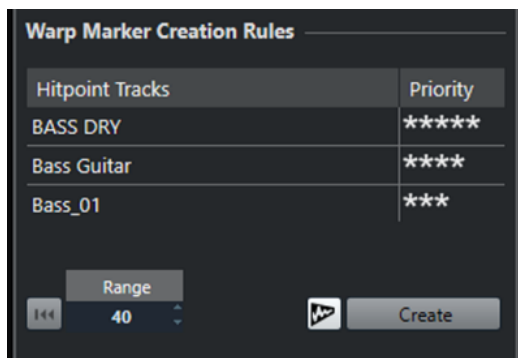 Warp Marker Creation Rules
Hitpoint Tracks Priority
BASS DRY *****
Bass Guitar ****
Bass_01 ***
Range
40 Create